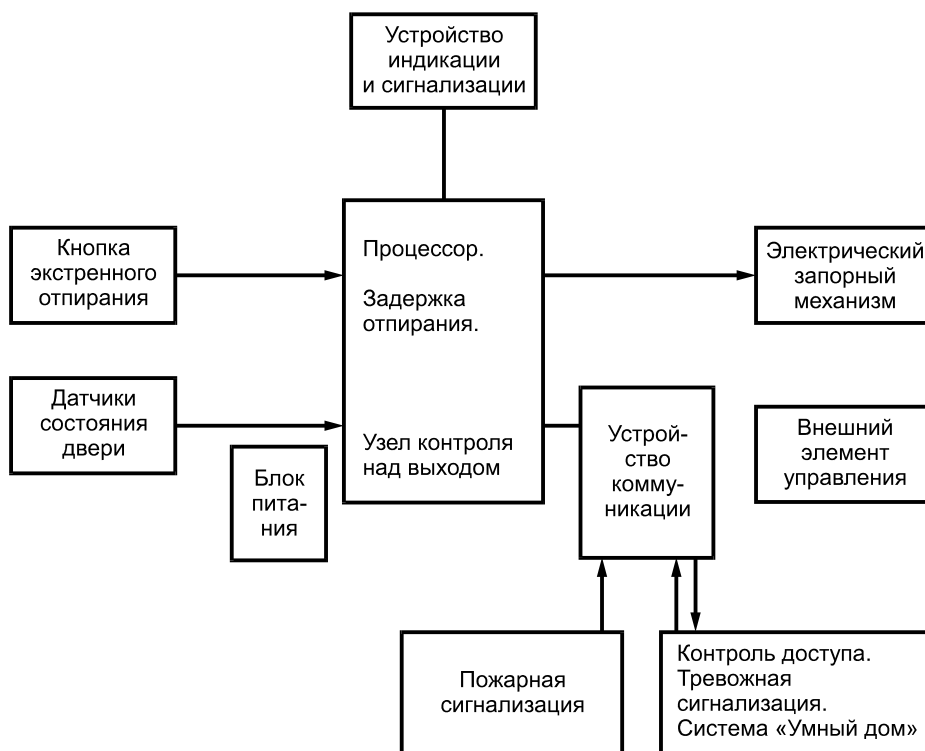 Устройство
индикации
и сигнализации
Кнопка
экстренного
отпирания
Процессор.
Задержка
отпирания.
Узел контроля
над выходом
Электрический
запорный
механизм
Датчики
состояния
двери
Блок
пита-
ния
Устрой-
ство
комму-
никации
Внешний
элемент
управления
Пожарная
сигнализация
Контроль доступа.
Тревожная
сигнализация.
Система «Умный дом»